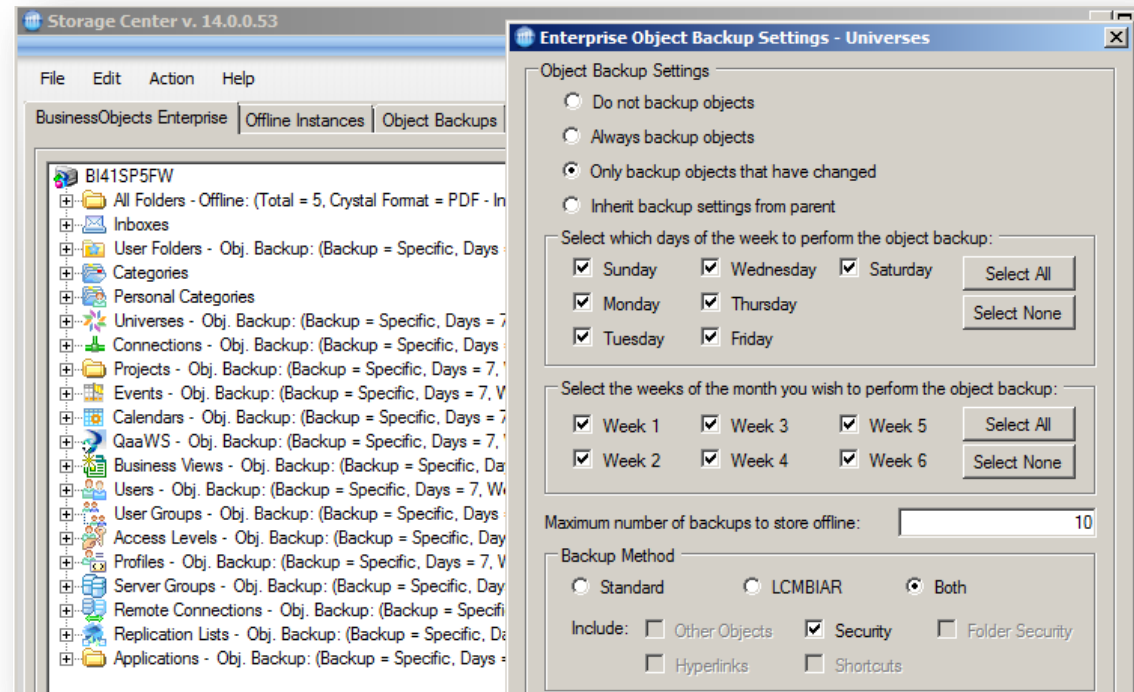 Storage Center v. 14.0.0.53
File Edit Action Help
BusinessObjects Enterprise Offline Instances Object Backups
BI41SP5FW
All Folders - Offline: (Total = 5, Crystal Format = PDF - In
Inboxes
User Folders - Obj. Backup: (Backup = Specific, Days
Categories
Personal Categories
Universes - Obj. Backup: (Backup = Specific, Days = 7
Connections - Obj. Backup: (Backup = Specific, Days
Projects - Obj. Backup: (Backup = Specific, Days = 7,
Events - Obj. Backup: (Backup = Specific, Days = 7, W
Calendars - Obj. Backup: (Backup = Specific, Days = 7
QaaWS - Obj. Backup: (Backup = Specific, Days = 7,
Business Views - Obj. Backup: (Backup = Specific, Da
Users - Obj. Backup: (Backup = Specific, Days = 7, We
User Groups - Obj. Backup: (Backup = Specific, Days
Access Levels - Obj. Backup: (Backup = Specific, Day
Profiles - Obj. Backup: (Backup = Specific, Days = 7, W
Server Groups - Obj. Backup: (Backup = Specific, Day
Remote Connections - Obj. Backup: (Backup = Specifi
Replication Lists - Obj. Backup: (Backup = Specific, Da
Applications - Obj. Backup: (Backup = Specific, Days =
Enterprise Object Backup Settings - Universes
Object Backup Settings
Do not backup objects
Always backup objects
Only backup objects that have changed
Inherit backup settings from parent
Select which days of the week to perform the object backup:
Sunday Wednesday Saturday Select All
Monday Thursday Select None
Tuesday Friday
Select the weeks of the month you wish to perform the object backup:
Week 1 Week 3 Week 5 Select All
Week 2 Week 4 Week 6 Select None
Maximum number of backups to store offline: 10
Backup Method
Standard LCMBIAR Both
Include: Other Objects Security Folder Security
Hyperlinks Shortcuts